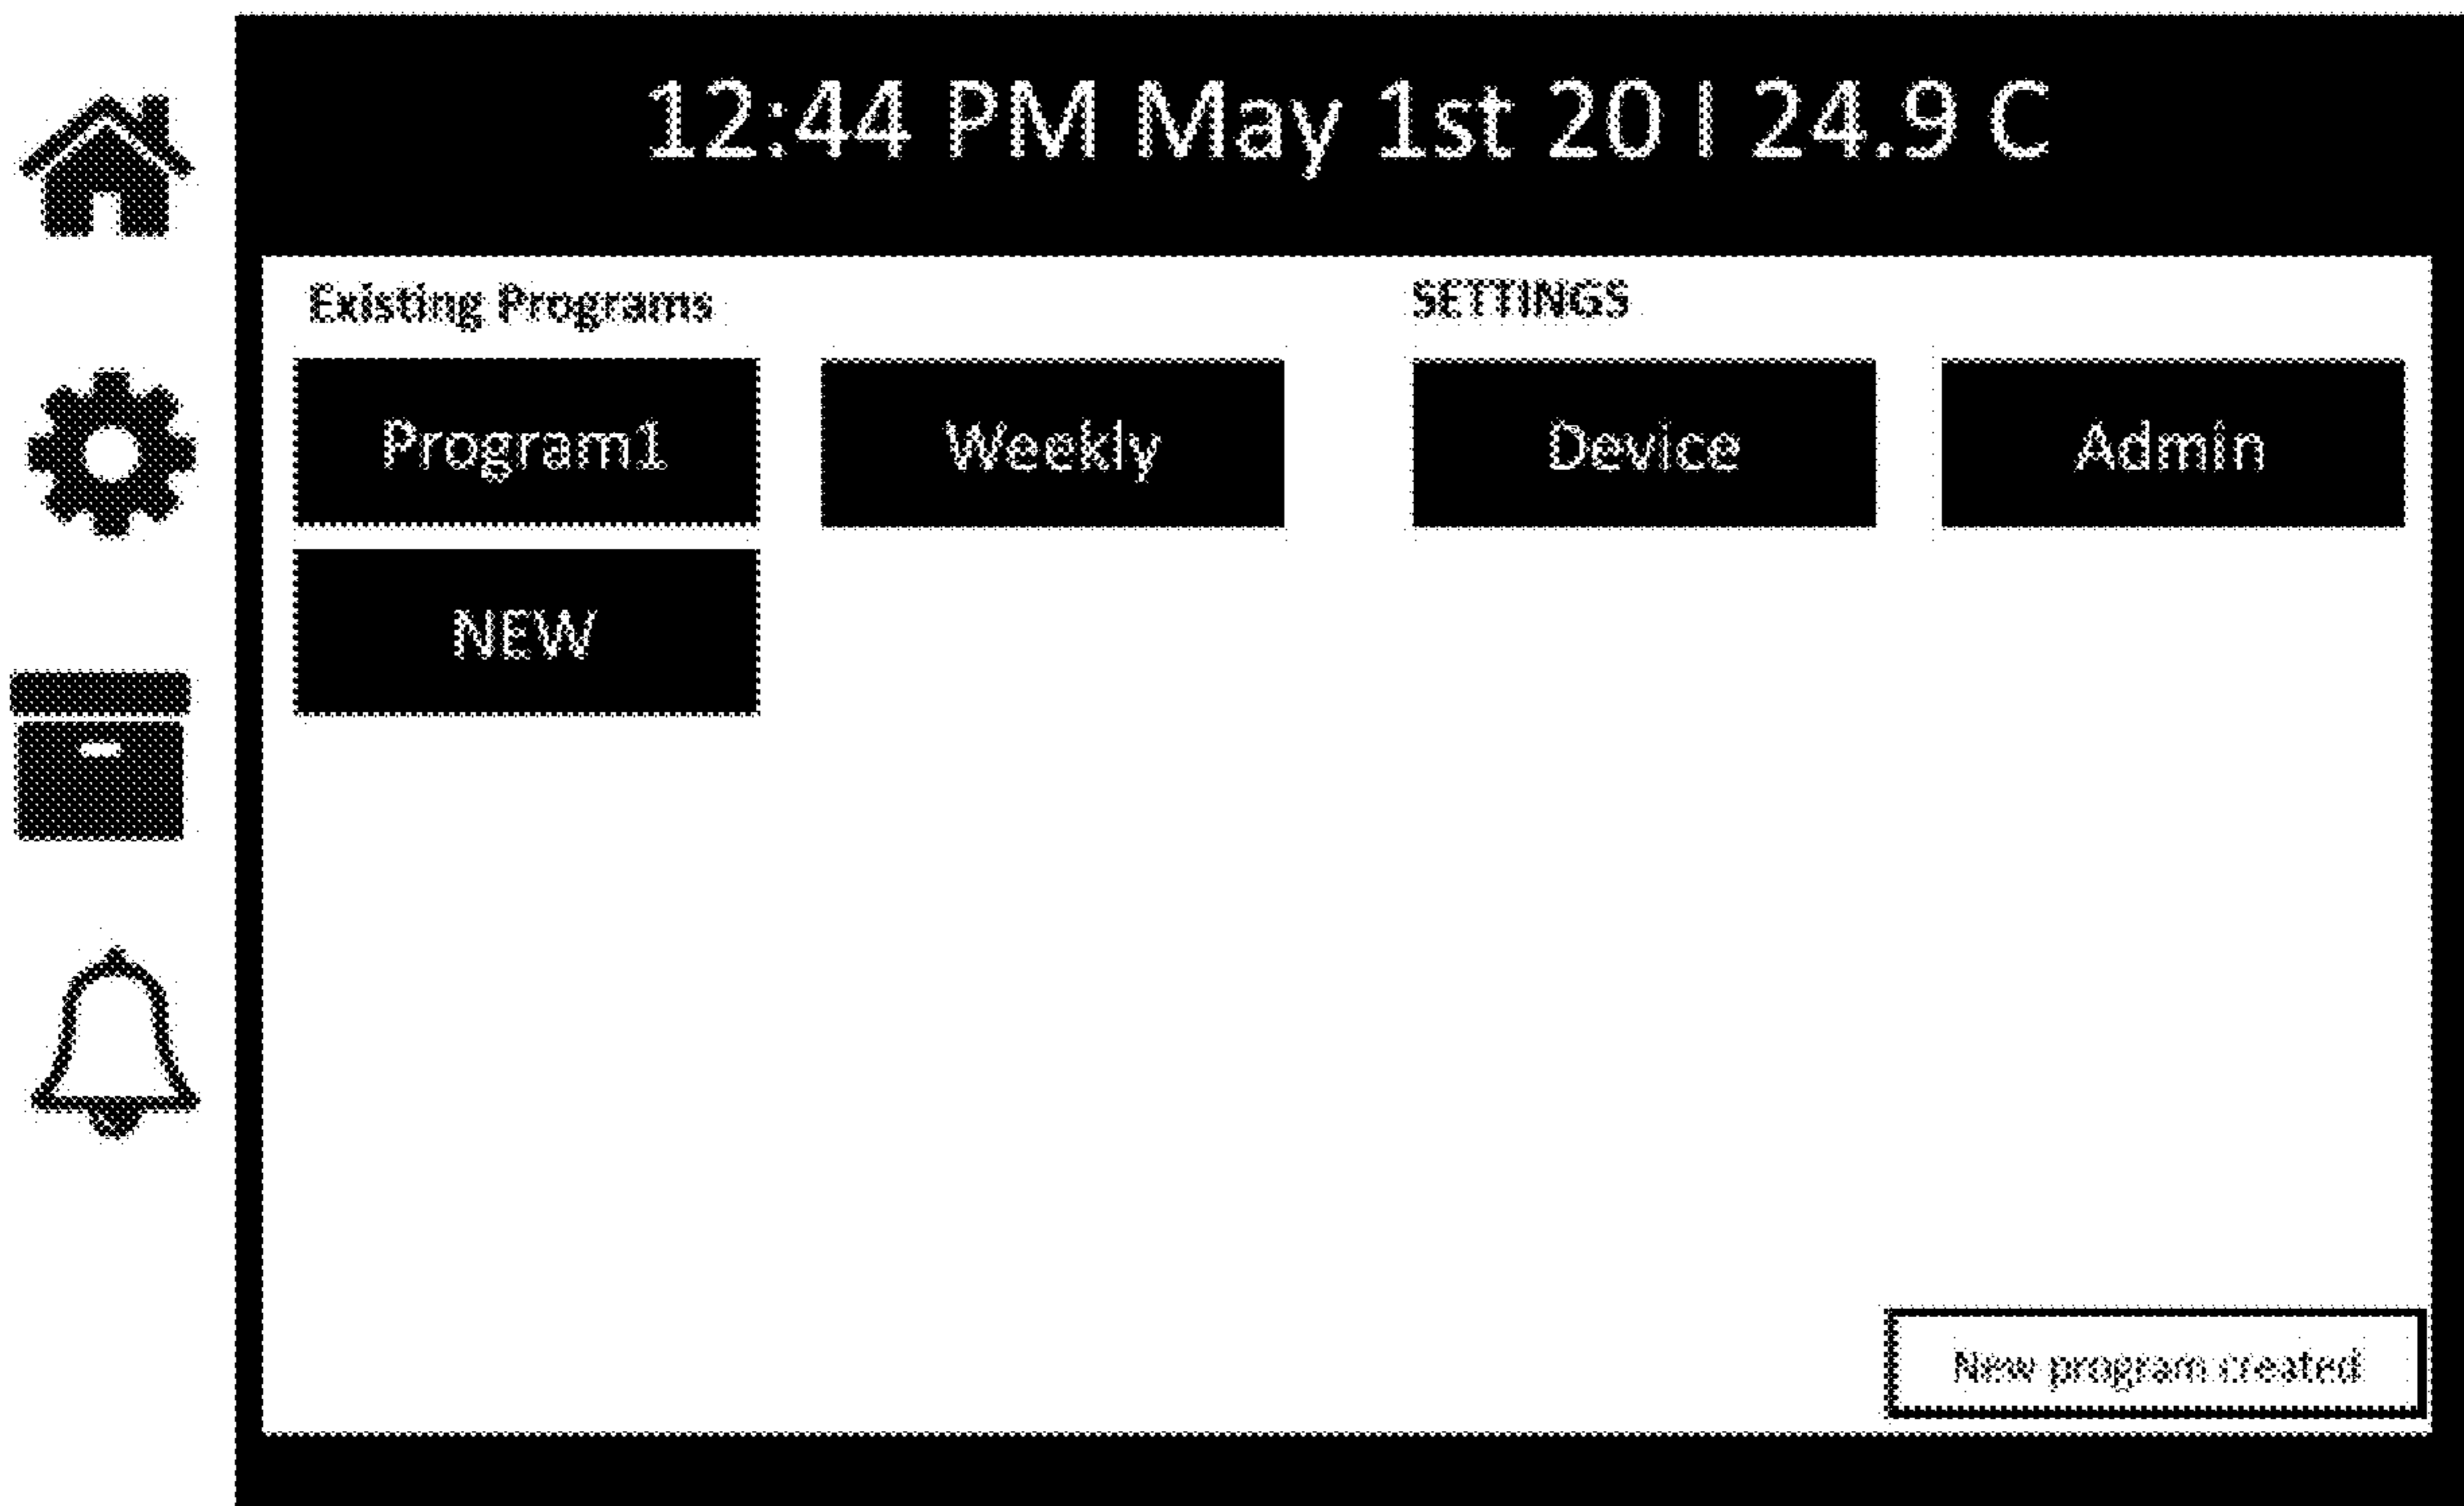 12:44 PM May 1st 20 I 24.9 C
Existing Programs
SETTINGS
Program1
Weekly
Device
Admin
NEW
New program created